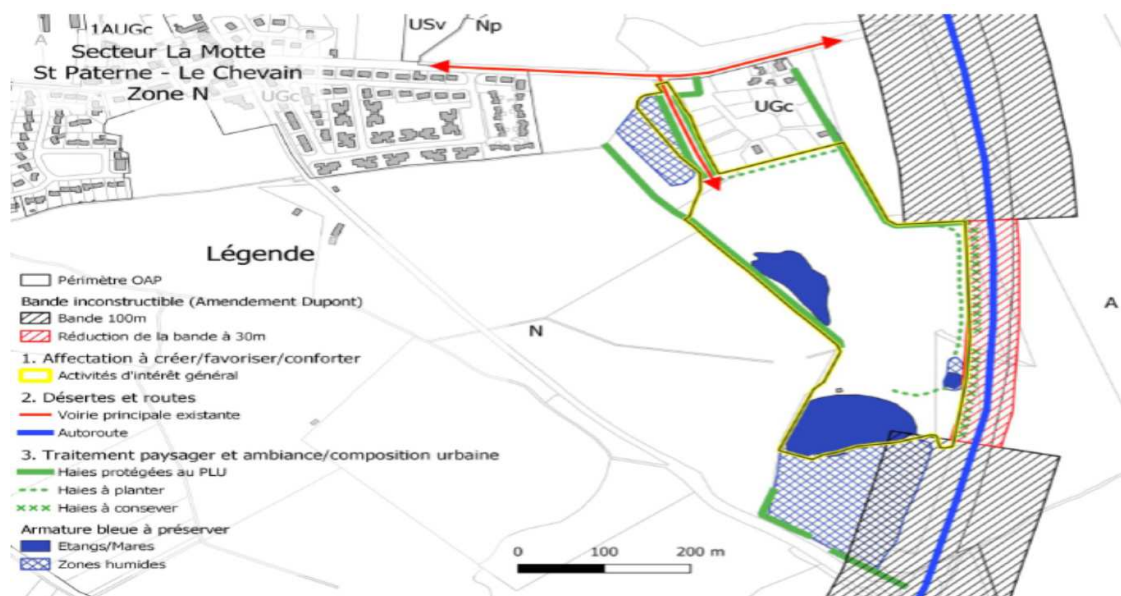 1AUGc
USv
Np
A
Secteur La Motte
St Paterne - Le Chevain
Zone N
UGc
UGc
Légende
Périmètre OAP
Bande inconstructible (Amendement Dupont)
Bande 100m
Réduction de la bande à 30m
1. Affectation à créer/favoriser/conforter
Activités d'intérêt général
2. Désertes et routes
Voirie principale existante
Autoroute
3. Traitement paysager et ambiance/composition urbaine
Haies protégées au PLU
Haies à planter
Haies à consever
Armature bleue à préserver
Etangs/Mares
Zones humides
N
A
0 100 200 m